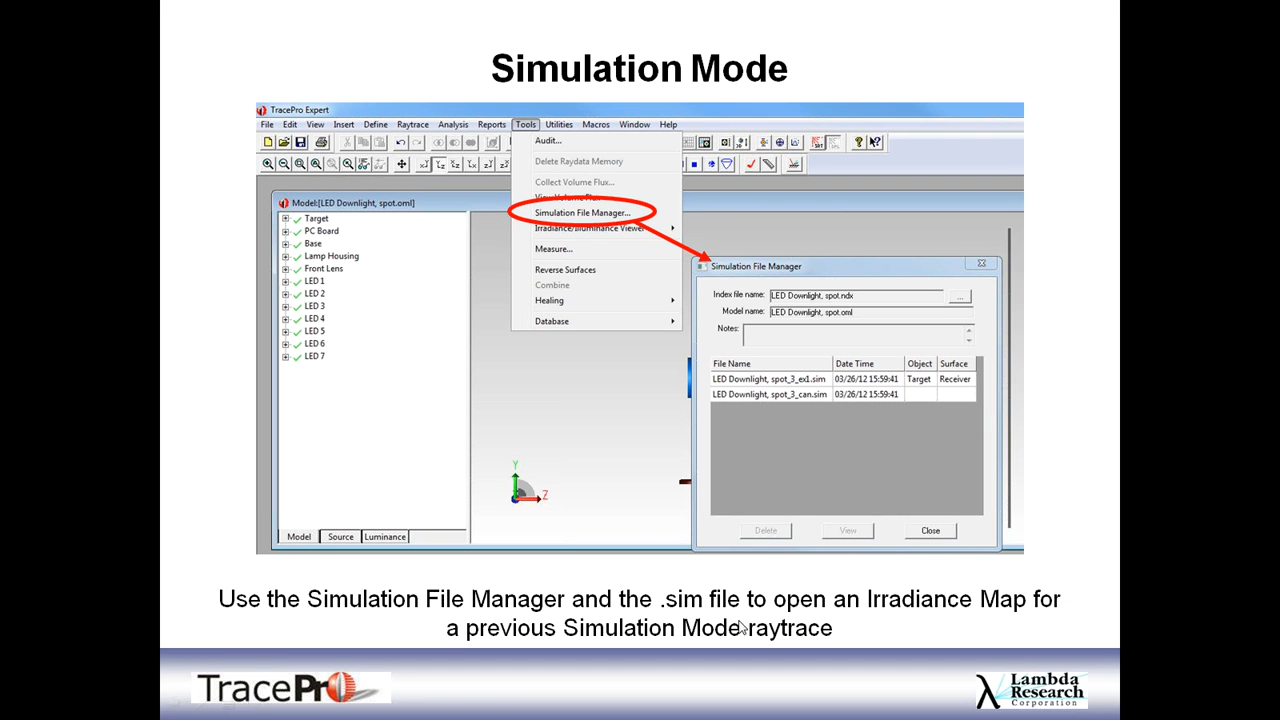 Simulation Mode
TracePro Expert
File Edit View Insert Define Raytrace Analysis Reports Tools Utilities Macros Window Help
Audit...
Delete Raydata Memory
Collect Volume Flux...
View Volume Flux...
Simulation File Manager...
Irradiance/Illuminance Viewer
Measure...
Reverse Surfaces
Combine
Healing
Database
Model:[LED Downlight, spot.oml]
Target
PC Board
Base
Lamp Housing
Front Lens
LED 1
LED 2
LED 3
LED 4
LED 5
LED 6
LED 7
Model Source Luminance
Y
Z
Simulation File Manager
Index file name: LED Downlight, spot.ndx ...
Model name: LED Downlight, spot.oml
Notes:
File Name Date Time Object Surface
LED Downlight, spot_3_ex1.sim 03/26/12 15:59:41 Target Receiver
LED Downlight, spot_3_can.sim 03/26/12 15:59:41
Delete View Close
Use the Simulation File Manager and the .sim file to open an Irradiance Map for
a previous Simulation Mode raytrace
TracePro
Lambda
Research
Corporation